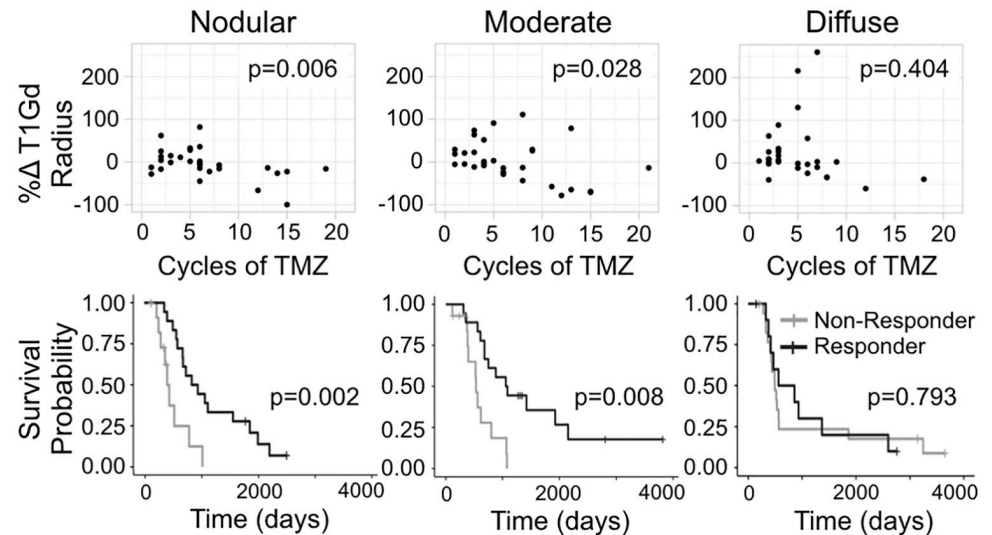 Nodular Moderate Diffuse
%Δ T1Gd
Radius
200
100
0
-100
p=0.006
0 5 10 15 20
Cycles of TMZ
200
100
0
-100
p=0.028
0 5 10 15 20
Cycles of TMZ
200
100
0
-100
p=0.404
0 5 10 15 20
Cycles of TMZ
Survival
Probability
1.00
0.75
0.50
0.25
0.00
p=0.002
0 2000 4000
Time (days)
1.00
0.75
0.50
0.25
0.00
p=0.008
0 2000 4000
Time (days)
1.00
0.75
0.50
0.25
0.00
Non-Responder
Responder
p=0.793
0 2000 4000
Time (days)